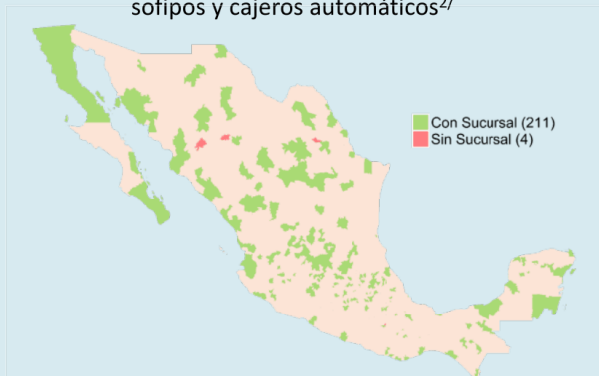 sofipos y cajeros automáticos2/
Con Sucursal (211)
Sin Sucursal (4)